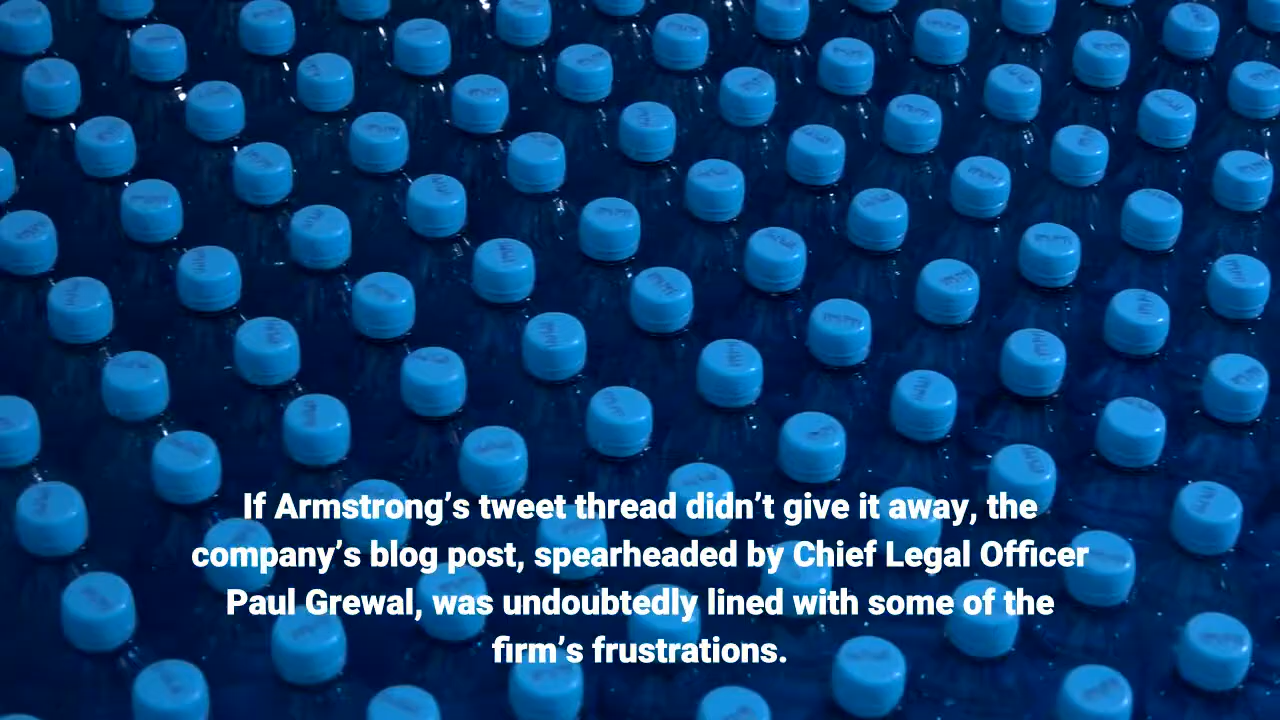 If Armstrong’s tweet thread didn’t give it away, the
company’s blog post, spearheaded by Chief Legal Officer
Paul Grewal, was undoubtedly lined with some of the
firm’s frustrations.